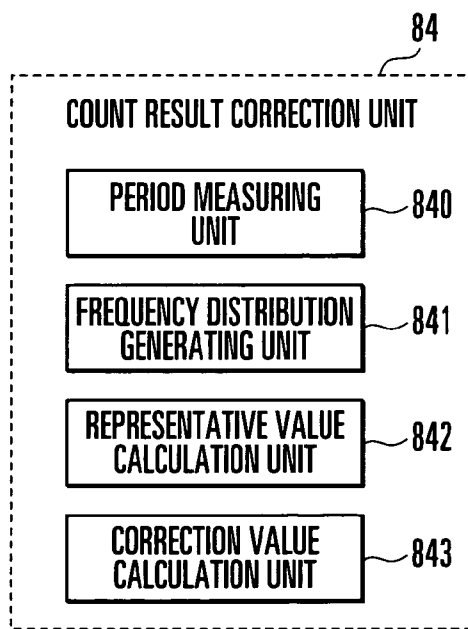 84
COUNT RESULT CORRECTION UNIT
PERIOD MEASURING
UNIT
840
FREQUENCY DISTRIBUTION
GENERATING UNIT
841
REPRESENTATIVE VALUE
CALCULATION UNIT
842
CORRECTION VALUE
CALCULATION UNIT
843